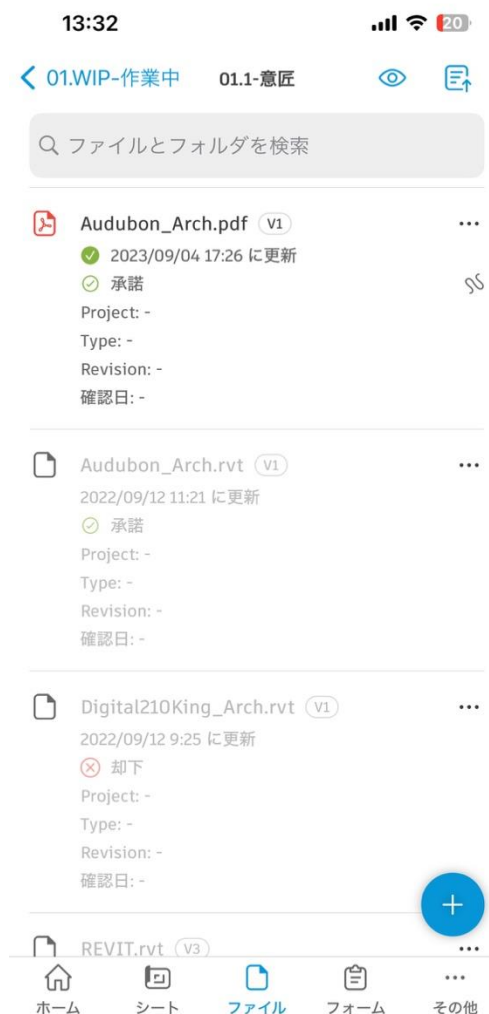 13:32
20
01.WIP-作業中 01.1-意匠
ファイルとフォルダを検索
Audubon_Arch.pdf V1
2023/09/04 17:26 に更新
承諾
Project: -
Type: -
Revision: -
確認日: -
Audubon_Arch.rvt V1
2022/09/12 11:21 に更新
承諾
Project: -
Type: -
Revision: -
確認日: -
Digital210King_Arch.rvt V1
2022/09/12 9:25 に更新
却下
Project: -
Type: -
Revision: -
確認日: -
REVIT.rvt V3
ホーム シート ファイル フォーム その他